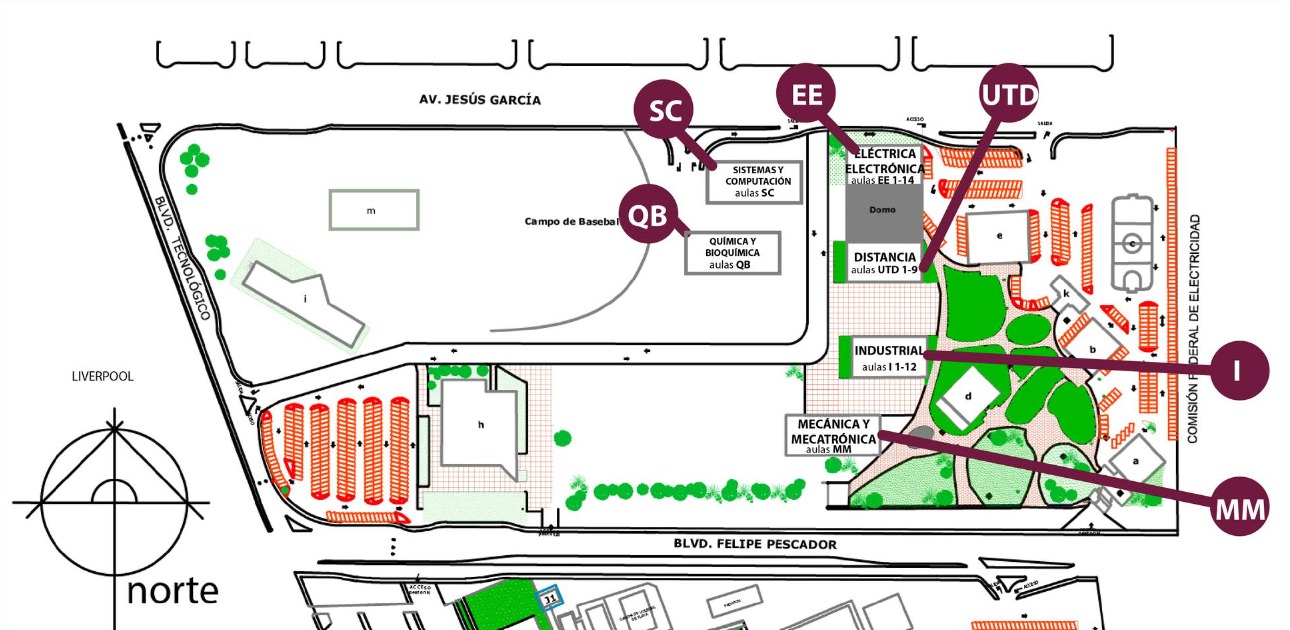 AV. JESÚS GARCÍA
SC
EE
UTD
ACCESO
SALIDA
ELÉCTRICA
ELECTRÓNICA
aulas EE 1-14
SISTEMAS Y
COMPUTACIÓN
aulas SC
m
Campo de Basebal
QB
Domo
e
c
QUÍMICA Y
BIOQUÍMICA
aulas QB
DISTANCIA
aulas UTD 1-9
BLVD. TECNOLÓGICO
COMISIÓN FEDERAL DE ELECTRICIDAD
i
k
b
INDUSTRIAL
aulas I 1-12
I
LIVERPOOL
d
h
MECÁNICA Y
MECATRÓNICA
aulas MM
a
MM
BLVD. FELIPE PESCADOR
norte
ACCESO
J1
ACCESO